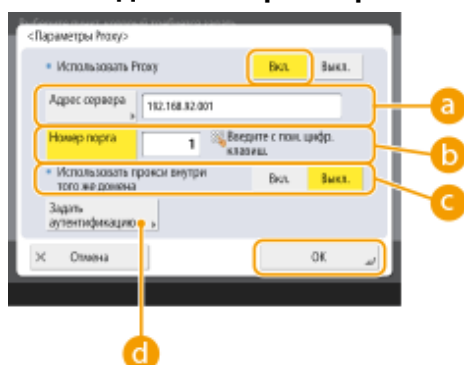 <Параметры Proxy>
• Использовать Proxy
Вкл.
Выкл.
Адрес сервера
192.168.92.001
a
Номер порта
1
Введите с пом. цифр.
клавиш.
b
• Использовать прокси внутри
того же домена
Вкл.
Выкл.
c
Задать
аутентификацию
× Отмена
OK
d